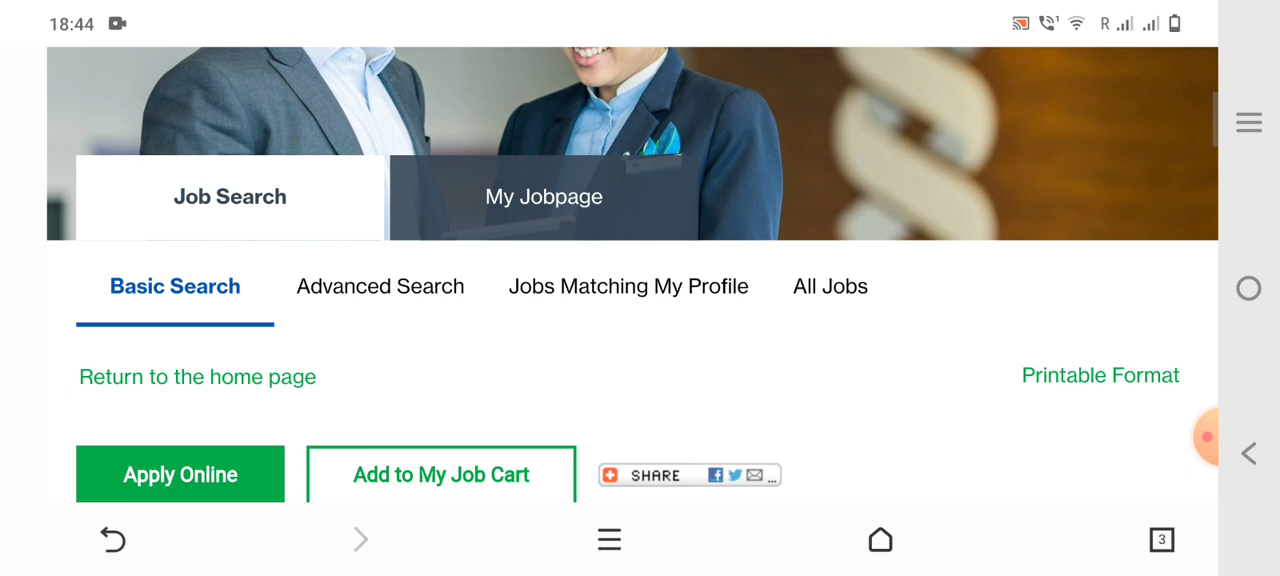 18:44
R
Job Search
My Jobpage
Basic Search
Advanced Search
Jobs Matching My Profile
All Jobs
Return to the home page
Printable Format
Apply Online
Add to My Job Cart
SHARE
...
3